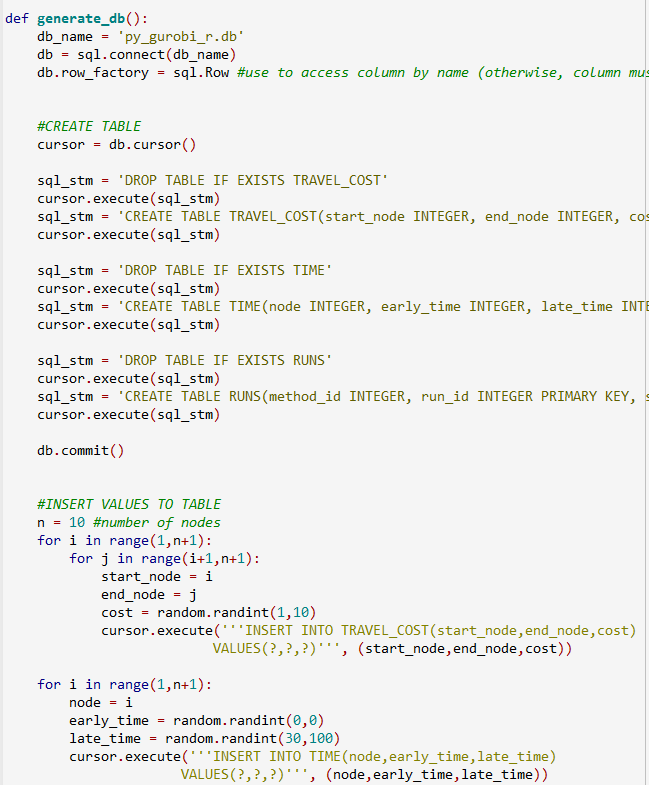 def generate_db():
    db_name = 'py_gurobi_r.db'
    db = sql.connect(db_name)
    db.row_factory = sql.Row #use to access column by name (otherwise, column mus
    #CREATE TABLE
    cursor = db.cursor()
    sql_stm = 'DROP TABLE IF EXISTS TRAVEL_COST'
    cursor.execute(sql_stm)
    sql_stm = 'CREATE TABLE TRAVEL_COST(start_node INTEGER, end_node INTEGER, cos
    cursor.execute(sql_stm)
    sql_stm = 'DROP TABLE IF EXISTS TIME'
    cursor.execute(sql_stm)
    sql_stm = 'CREATE TABLE TIME(node INTEGER, early_time INTEGER, late_time INTE
    cursor.execute(sql_stm)
    sql_stm = 'DROP TABLE IF EXISTS RUNS'
    cursor.execute(sql_stm)
    sql_stm = 'CREATE TABLE RUNS(method_id INTEGER, run_id INTEGER PRIMARY KEY, s
    cursor.execute(sql_stm)
    db.commit()
    #INSERT VALUES TO TABLE
    n = 10 #number of nodes
    for i in range(1,n+1):
        for j in range(i+1,n+1):
            start_node = i
            end_node = j
            cost = random.randint(1,10)
            cursor.execute('''INSERT INTO TRAVEL_COST(start_node,end_node,cost)
                          VALUES(?,?,?)''', (start_node,end_node,cost))
    for i in range(1,n+1):
        node = i
        early_time = random.randint(0,0)
        late_time = random.randint(30,100)
        cursor.execute('''INSERT INTO TIME(node,early_time,late_time)
                      VALUES(?,?,?)''', (node,early_time,late_time))